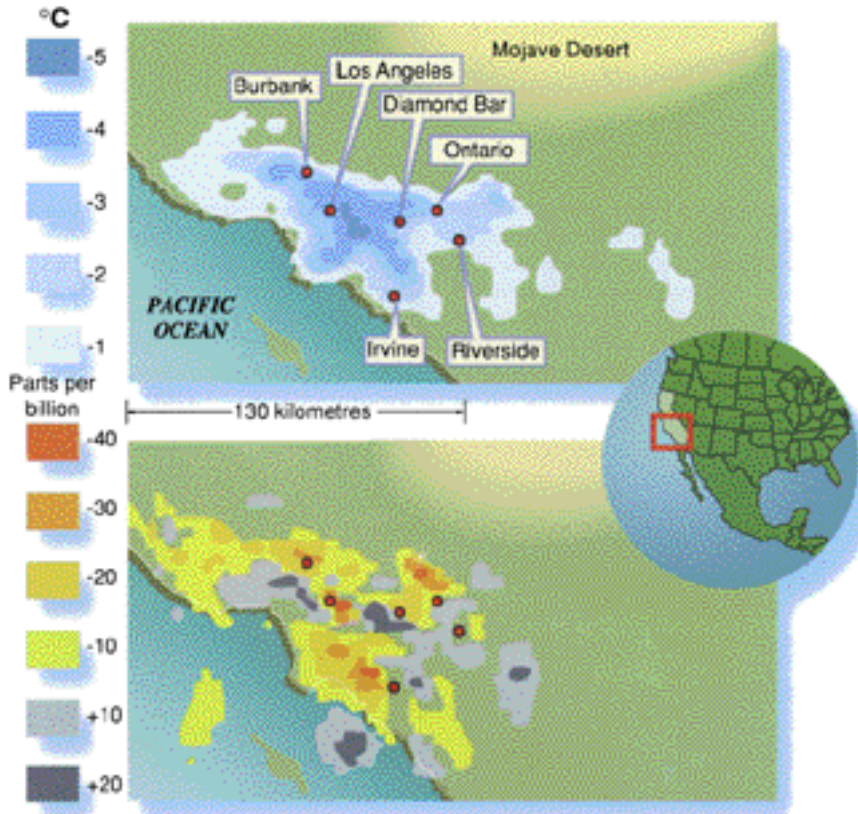 °C
-5
-4
-3
-2
-1
Mojave Desert
Burbank
Los Angeles
Diamond Bar
Ontario
PACIFIC
OCEAN
Irvine
Riverside
130 kilometres
Parts per
billion
-40
-30
-20
-10
+10
+20